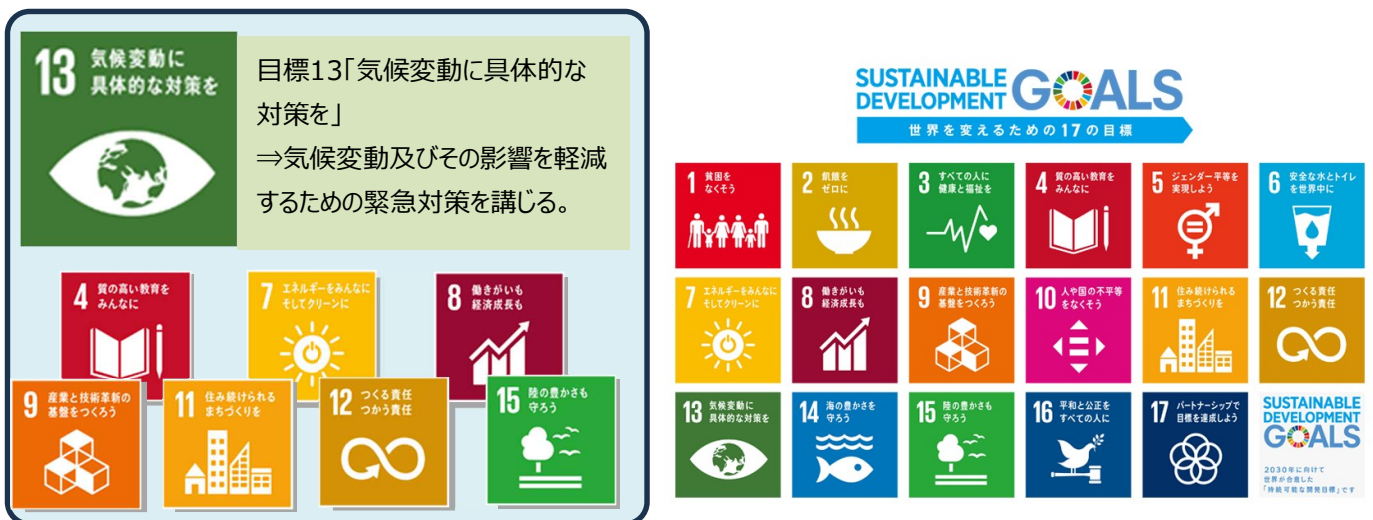 13 気候変動に
具体的な対策を
目標13「気候変動に具体的な
対策を」
⇒気候変動及びその影響を軽減
するための緊急対策を講じる。
4 質の高い教育を
みんなに
7 エネルギーをみんなに
そしてクリーンに
8 働きがいも
経済成長も
9 産業と技術革新の
基盤をつくろう
11 住み続けられる
まちづくりを
12 つくる責任
つかう責任
15 陸の豊かさも
守ろう
SUSTAINABLE
DEVELOPMENT
GOALS
世界を変えるための17の目標
1 貧困を
なくそう
2 飢餓を
ゼロに
3 すべての人に
健康と福祉を
4 質の高い教育を
みんなに
5 ジェンダー平等を
実現しよう
6 安全な水とトイレ
を世界中に
7 エネルギーをみんなに
そしてクリーンに
8 働きがいも
経済成長も
9 産業と技術革新の
基盤をつくろう
10 人や国の不平等
をなくそう
11 住み続けられる
まちづくりを
12 つくる責任
つかう責任
13 気候変動に
具体的な対策を
14 海の豊かさを
守ろう
15 陸の豊かさも
守ろう
16 平和と公正を
すべての人に
17 パートナーシップで
目標を達成しよう
SUSTAINABLE
DEVELOPMENT
GOALS
2030年に向けて
世界が合意した
「持続可能な開発目標」です